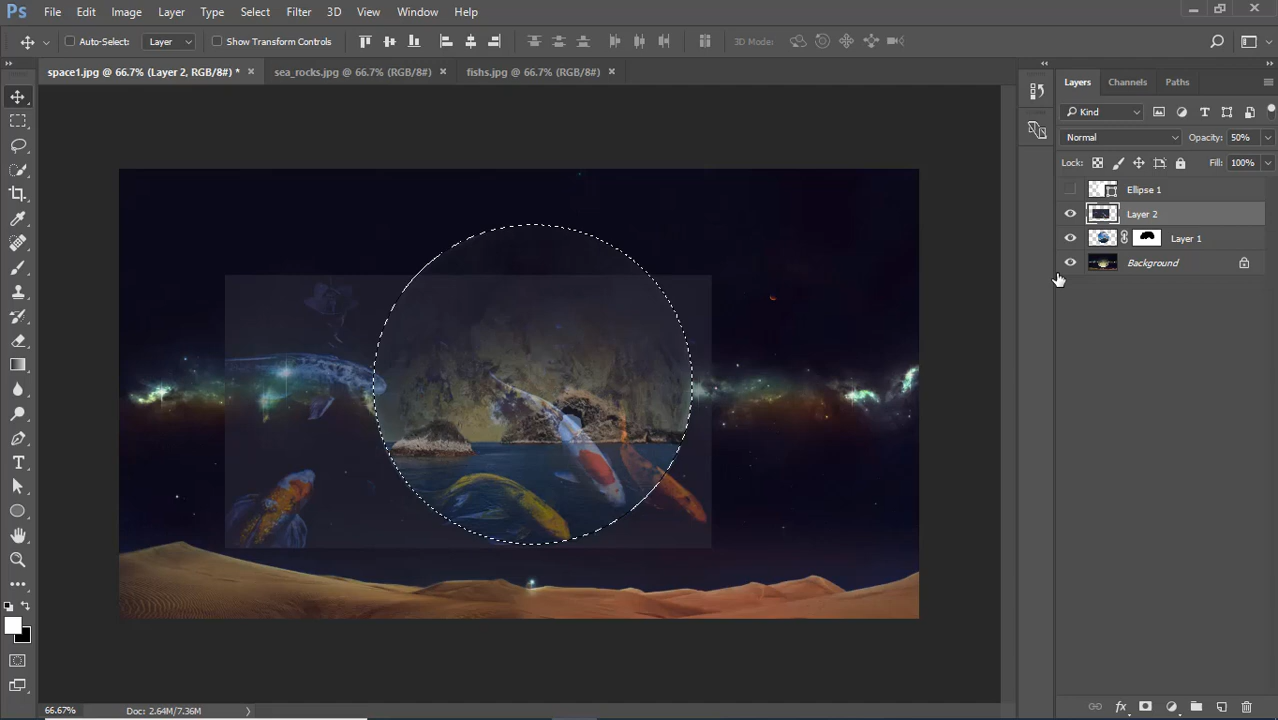 Ps File Edit Image Layer Type Select Filter 3D View Window Help
Auto-Select: Layer Show Transform Controls 3D Mode:
space1.jpg @ 66.7% (Layer 2, RGB/8#) * × sea_rocks.jpg @ 66.7% (RGB/8#) × fishs.jpg @ 66.7% (RGB/8#) ×
Layers Channels Paths
Kind
Normal Opacity: 50%
Lock: Fill: 100%
Ellipse 1
Layer 2
Layer 1
Background
66.67% Doc: 2.64M/7.36M